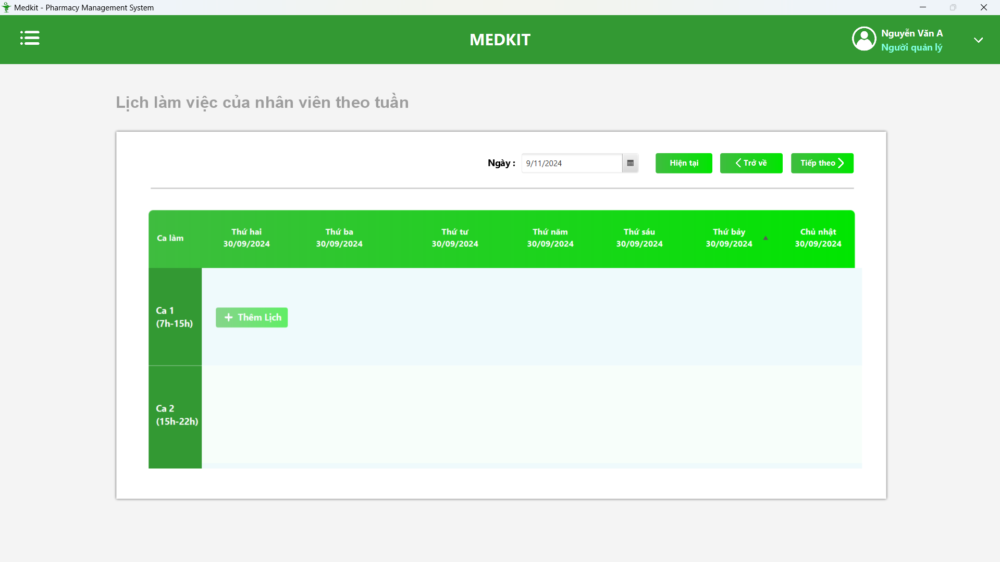 Medkit - Pharmacy Management System
MEDKIT
Nguyễn Văn A
Người quản lý
Lịch làm việc của nhân viên theo tuần
Ngày : 9/11/2024 Hiện tại Trở về Tiếp theo
Ca làm
Thứ hai
30/09/2024
Thứ ba
30/09/2024
Thứ tư
30/09/2024
Thứ năm
30/09/2024
Thứ sáu
30/09/2024
Thứ bảy
30/09/2024
Chủ nhật
30/09/2024
Ca 1
(7h-15h)
+ Thêm Lịch
Ca 2
(15h-22h)